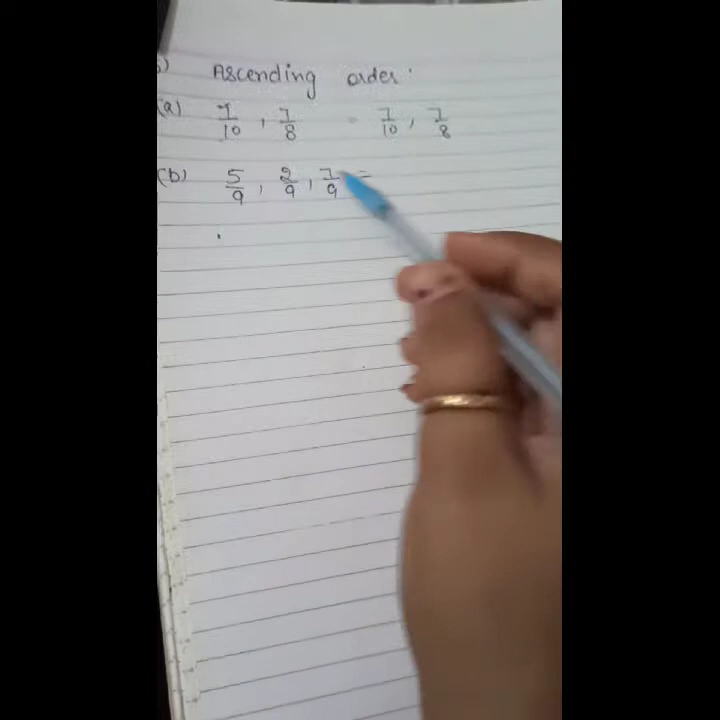 ) Ascending order
(a) 7/10 , 7/8 = 7/10 , 7/8
(b) 5/9 , 2/9 , 7/9 =